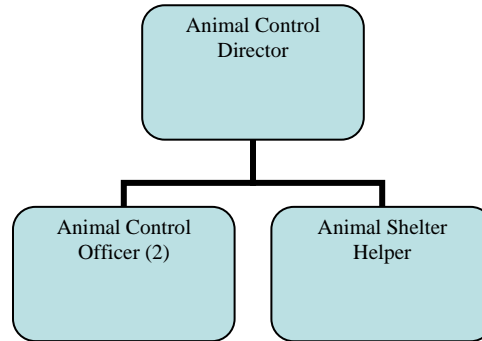 Animal Control
Director
Animal Control
Officer (2)
Animal Shelter
Helper